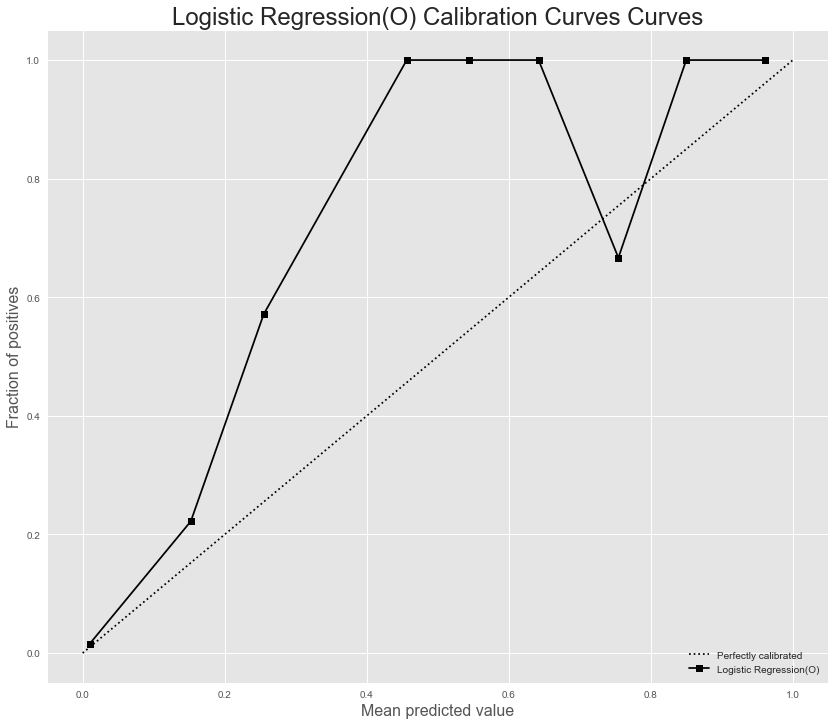 Logistic Regression(O) Calibration Curves Curves
1.0
0.8
0.6
0.4
0.2
0.0
Fraction of positives
0.0 0.2 0.4 0.6 0.8 1.0
Mean predicted value
Perfectly calibrated
Logistic Regression(O)